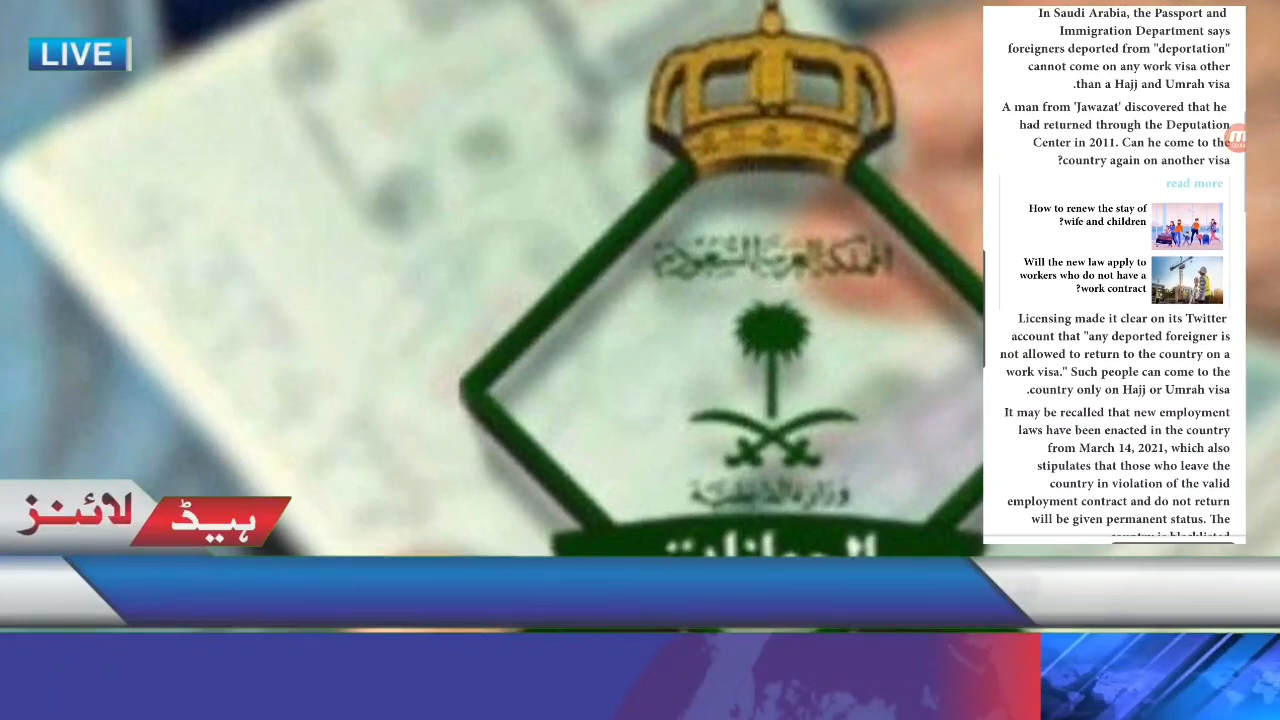 LIVE
In Saudi Arabia, the Passport and
Immigration Department says
foreigners deported from "deportation"
cannot come on any work visa other
.than a Hajj and Umrah visa
A man from 'Jawazat' discovered that he
had returned through the Deputation
Center in 2011. Can he come to the
?country again on another visa
read more
How to renew the stay of
?wife and children
Will the new law apply to
workers who do not have a
?work contract
Licensing made it clear on its Twitter
account that "any deported foreigner is
not allowed to return to the country on a
work visa." Such people can come to the
.country only on Hajj or Umrah visa
It may be recalled that new employment
laws have been enacted in the country
from March 14, 2021, which also
stipulates that those who leave the
country in violation of the valid
employment contract and do not return
will be given permanent status. The
المملكة العربية السعودية
وزارة الداخلية
الجوازات
ہیڈ
لائنز